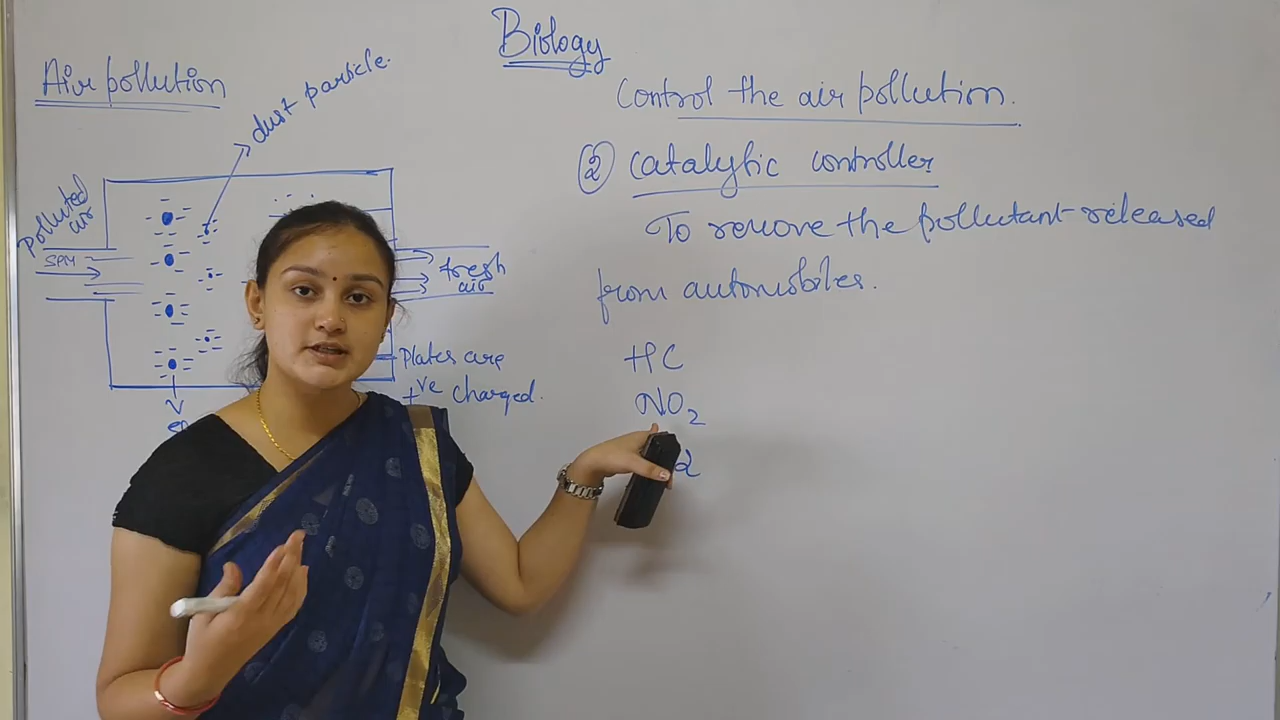 Biology
Air pollution
dust particle.
Polluted
air
SPM
fresh
air
Plates are
+ve charged.
Control the air pollution.
② Catalytic controller
To remove the pollutant released
from automobiles.
HC
NO2
2